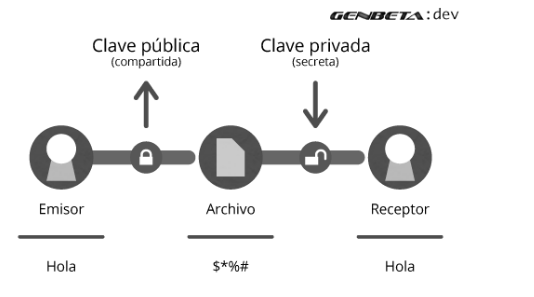 GENBETA:dev
Clave pública
(compartida)
Clave privada
(secreta)
Emisor
Archivo
Receptor
Hola
$*%#
Hola